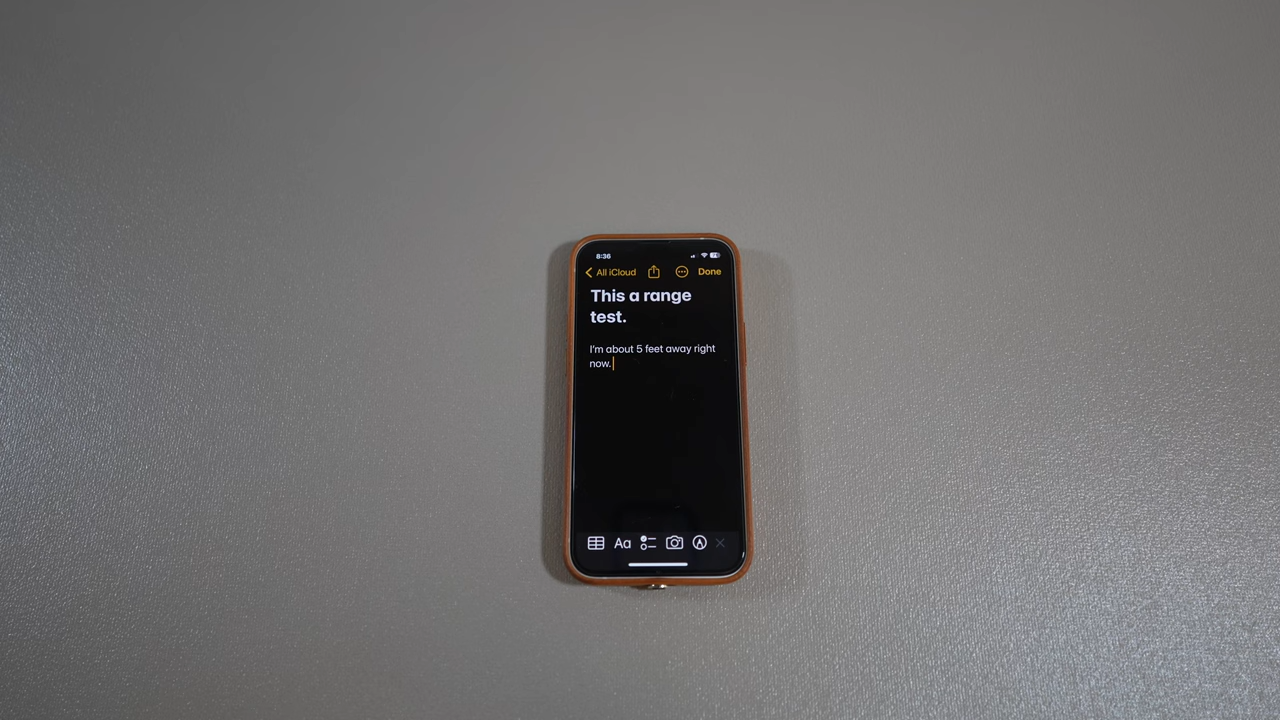 8:36
All iCloud
Done
This a range
test.
I'm about 5 feet away right
now.
Aa